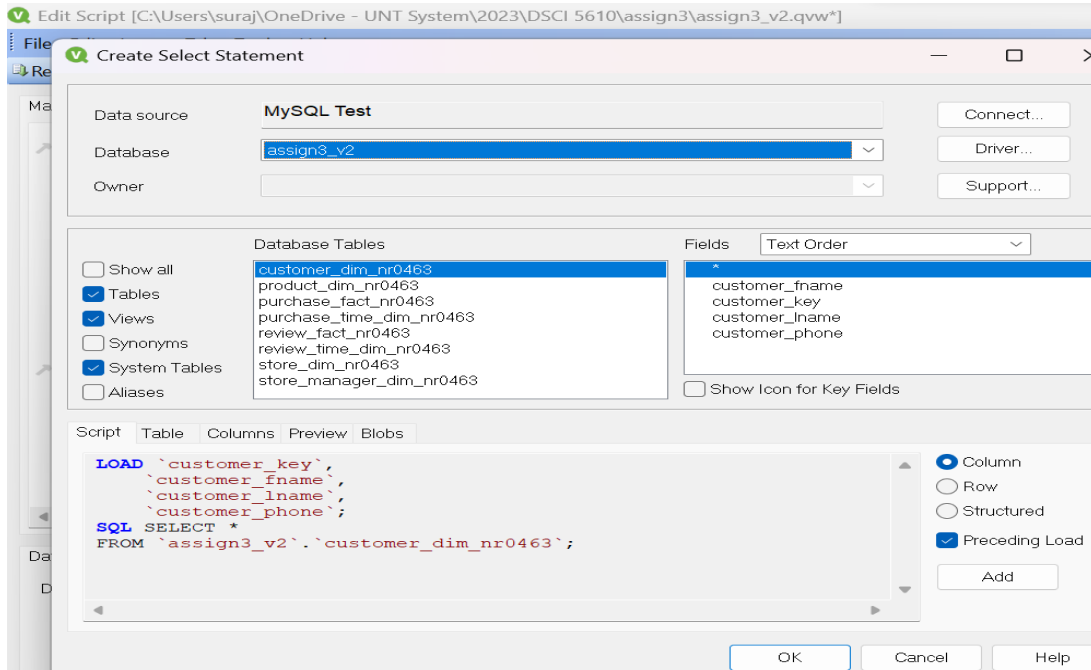 Edit Script [C:\Users\suraj\OneDrive - UNT System\2023\DSCI 5610\assign3\assign3_v2.qvw*]
File
Create Select Statement
Re
Ma
Data source
MySQL Test
Connect...
Database
assign3_v2
Driver...
Owner
Support...
Database Tables
Fields
Text Order
Show all
Tables
Views
Synonyms
System Tables
Aliases
customer_dim_nr0463
product_dim_nr0463
purchase_fact_nr0463
purchase_time_dim_nr0463
review_fact_nr0463
review_time_dim_nr0463
store_dim_nr0463
store_manager_dim_nr0463
*
customer_fname
customer_key
customer_lname
customer_phone
Show Icon for Key Fields
Script Table Columns Preview Blobs
LOAD `customer_key`,
`customer_fname`,
`customer_lname`,
`customer_phone`;
SQL SELECT *
FROM `assign3_v2`.`customer_dim_nr0463`;
Column
Row
Structured
Preceding Load
Add
Da
D
OK
Cancel
Help